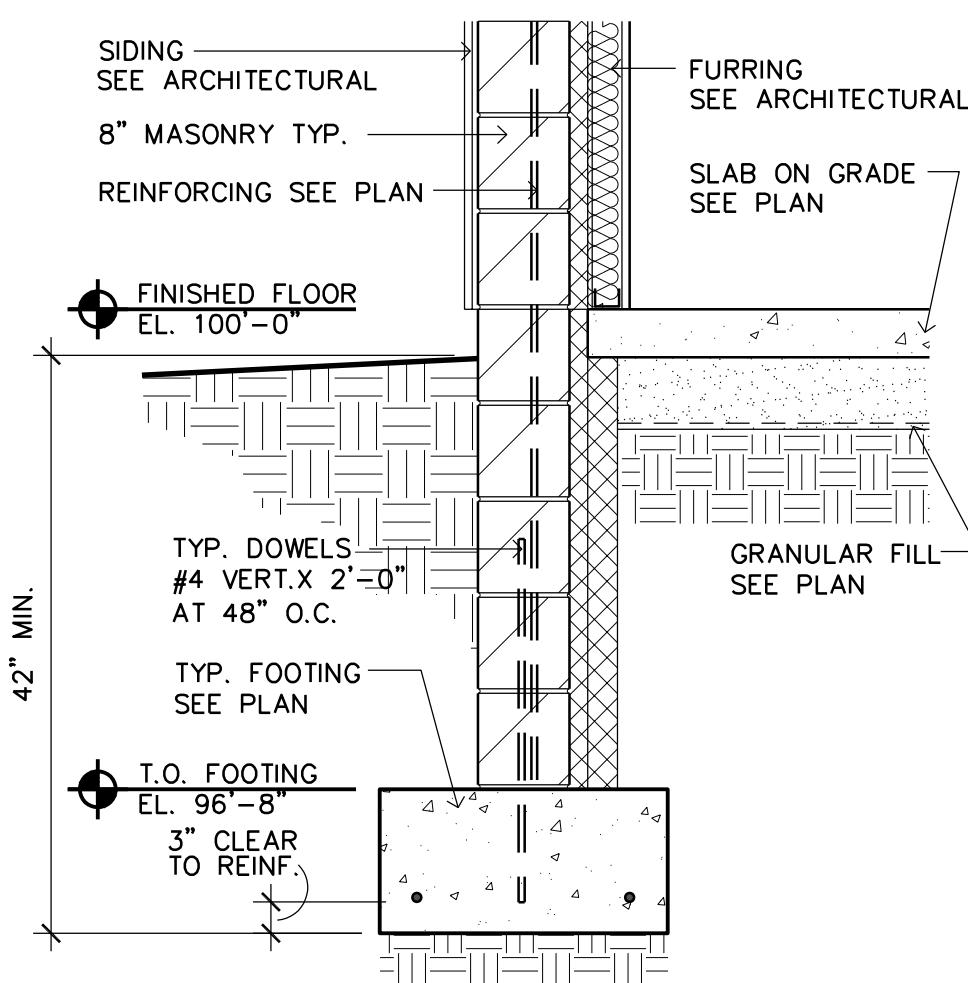 SIDING
SEE ARCHITECTURAL
8" MASONRY TYP.
REINFORCING SEE PLAN
FURRING
SEE ARCHITECTURAL
SLAB ON GRADE
SEE PLAN
FINISHED FLOOR
EL. 100'-0"
TYP. DOWELS
#4 VERT.X 2'-0"
AT 48" O.C.
GRANULAR FILL
SEE PLAN
42" MIN.
TYP. FOOTING
SEE PLAN
T.O. FOOTING
EL. 96'-8"
3" CLEAR
TO REINF.